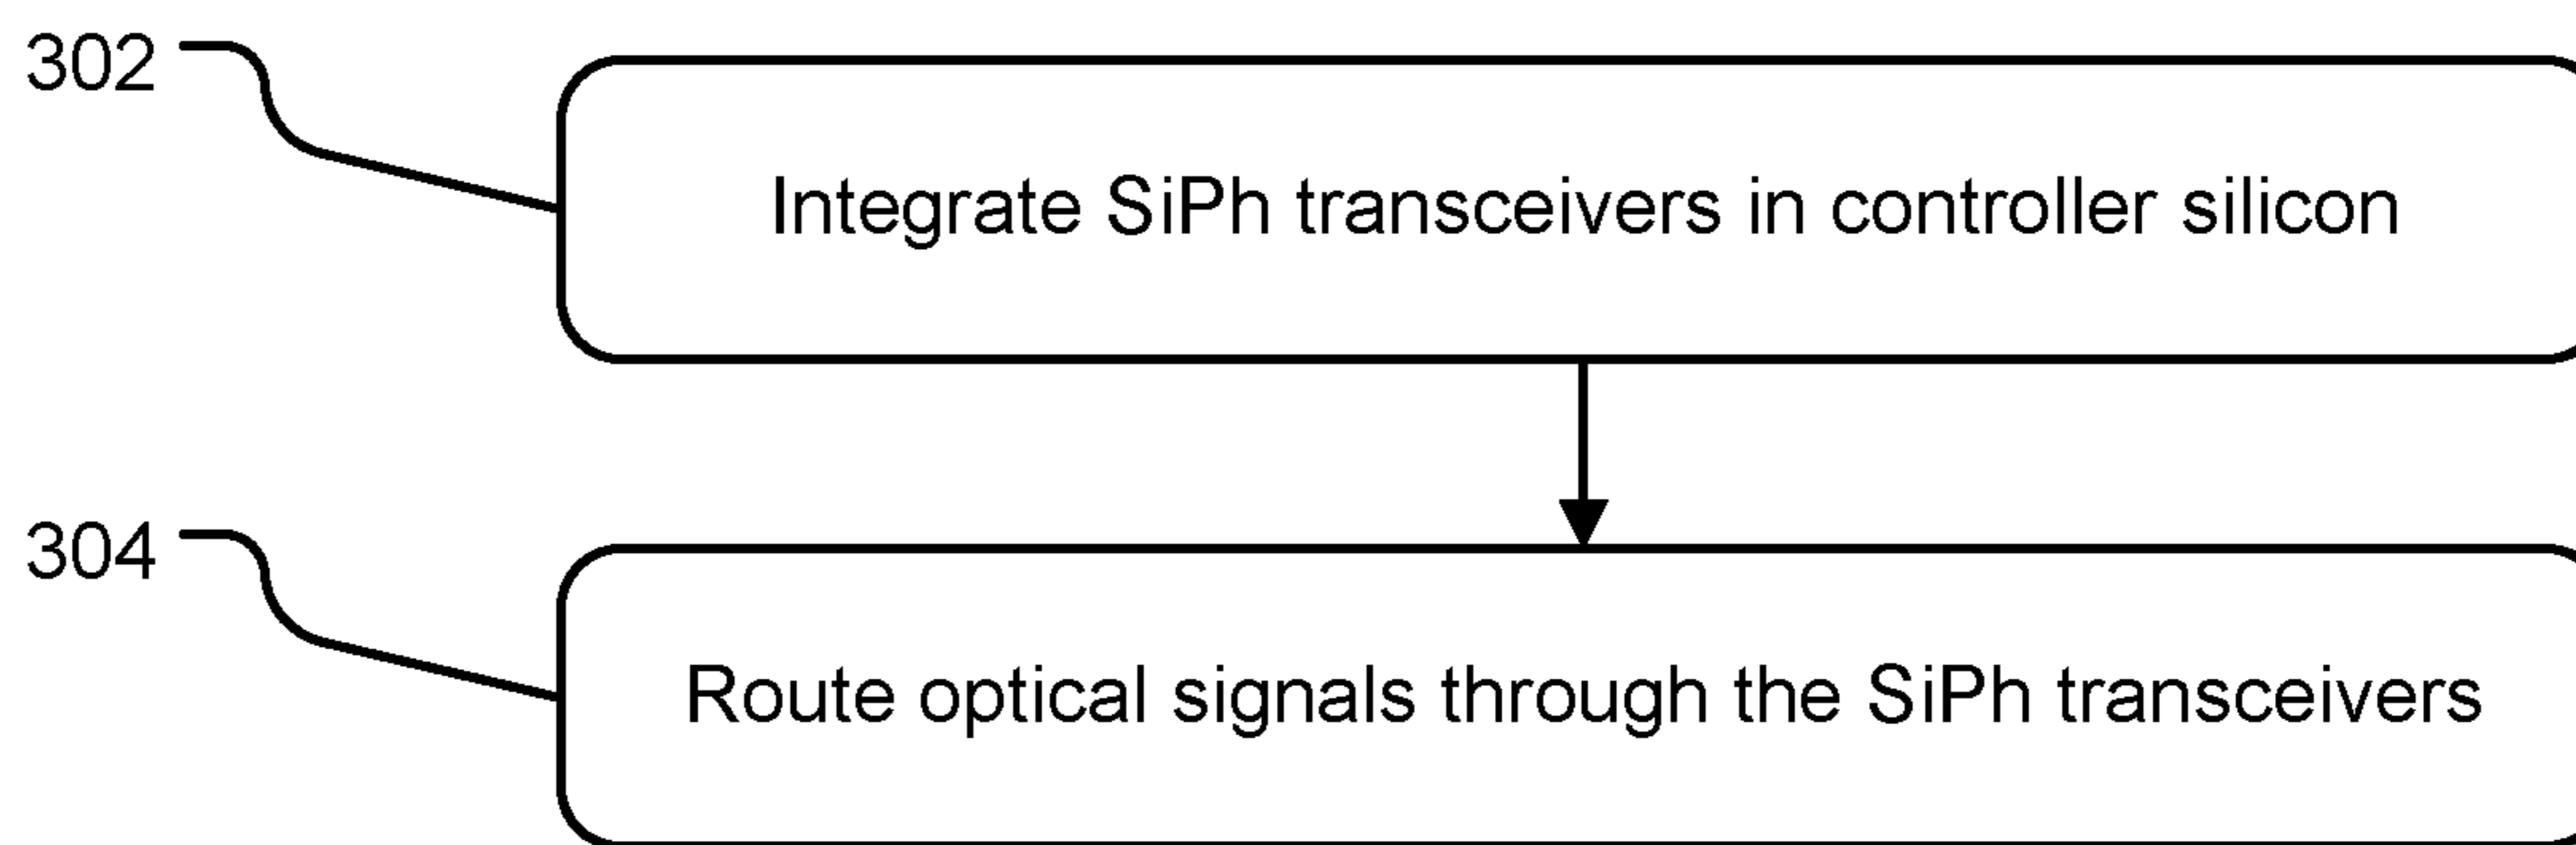 302
Integrate SiPh transceivers in controller silicon
304
Route optical signals through the SiPh transceivers